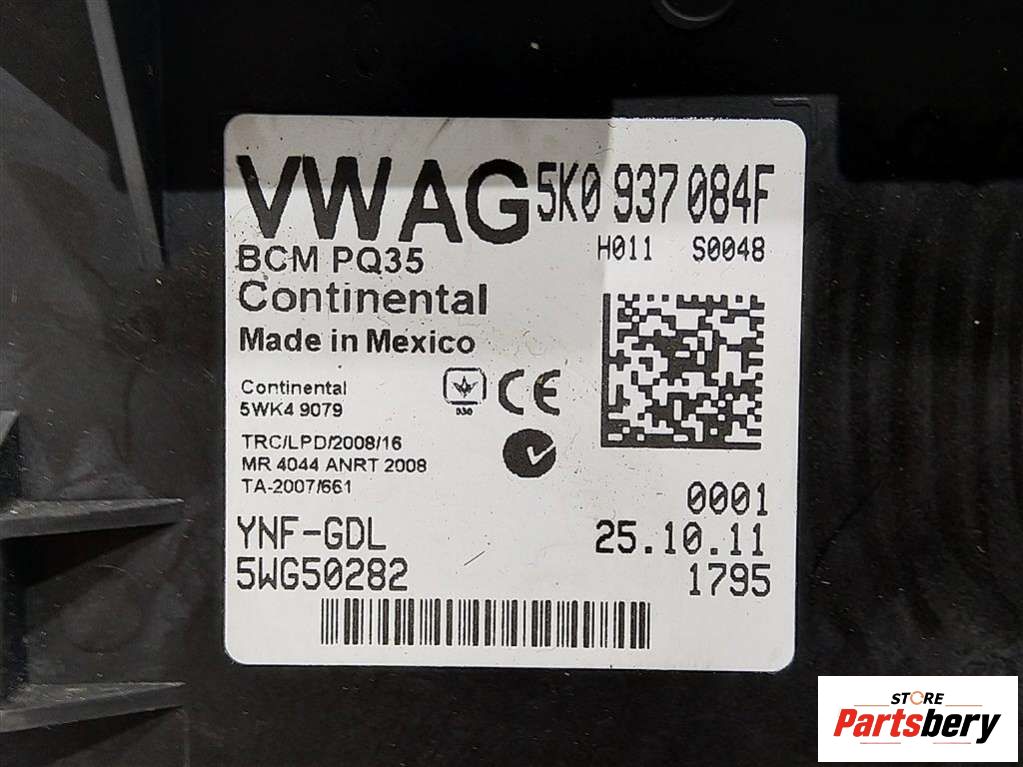 VWAG 5K0 937 084F
H011 S0048
BCM PQ35
Continental
Made in Mexico
Continental
5WK4 9079
CE
TRC/LPD/2008/16
MR 4044 ANRT 2008
TA-2007/661
0001
YNF-GDL 25.10.11
5WG50282 1795
STORE
Partsbery